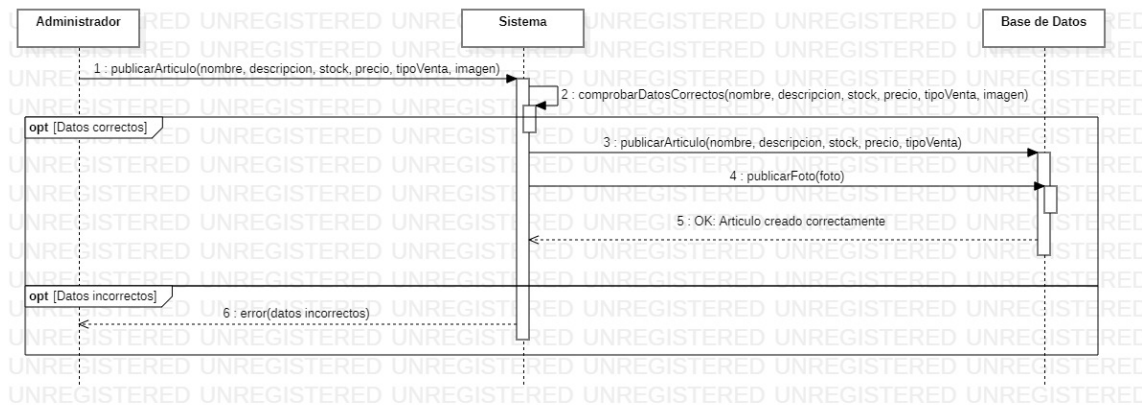 Administrador
Sistema
Base de Datos
1 : publicarArticulo(nombre, descripcion, stock, precio, tipoVenta, imagen)
2 : comprobarDatosCorrectos(nombre, descripcion, stock, precio, tipoVenta, imagen)
opt [Datos correctos]
3 : publicarArticulo(nombre, descripcion, stock, precio, tipoVenta)
4 : publicarFoto(foto)
5 : OK: Articulo creado correctamente
opt [Datos incorrectos]
6 : error(datos incorrectos)
UNREGISTERED